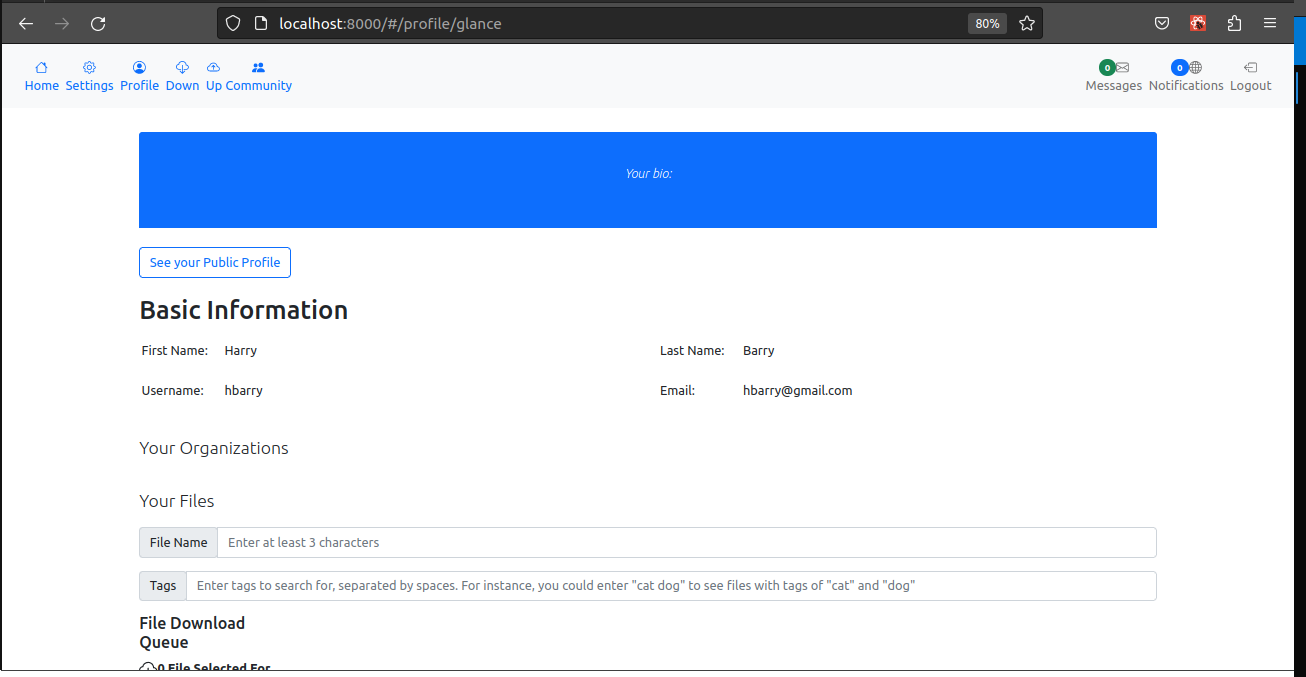 localhost:8000/#/profile/glance 80%
0 0
Home Settings Profile Down Up Community Messages Notifications Logout
Your bio:
See your Public Profile
Basic Information
First Name: Harry Last Name: Barry
Username: hbarry Email: hbarry@gmail.com
Your Organizations
Your Files
File Name Enter at least 3 characters
Tags Enter tags to search for, separated by spaces. For instance, you could enter "cat dog" to see files with tags of "cat" and "dog"
File Download
Queue
0 File Selected For